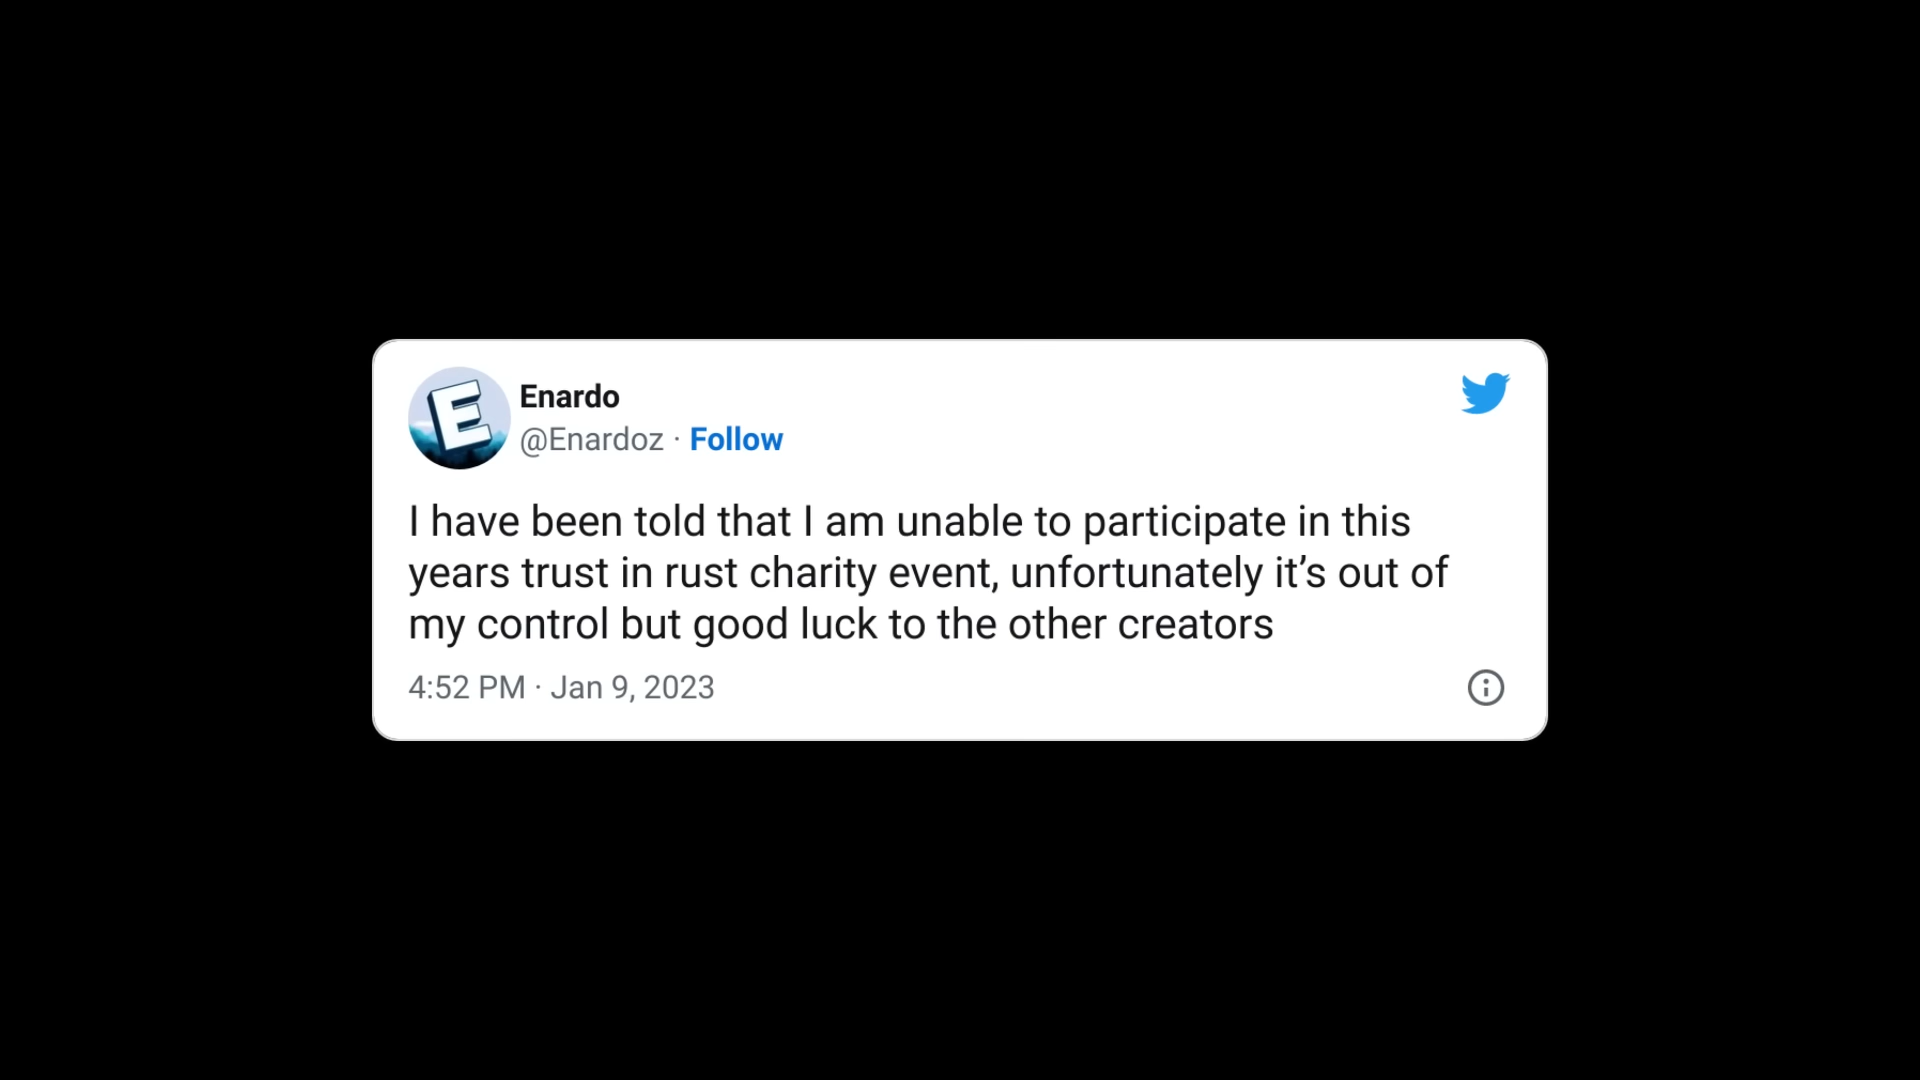 Enardo
@Enardoz · Follow
I have been told that I am unable to participate in this
years trust in rust charity event, unfortunately it’s out of
my control but good luck to the other creators
4:52 PM · Jan 9, 2023